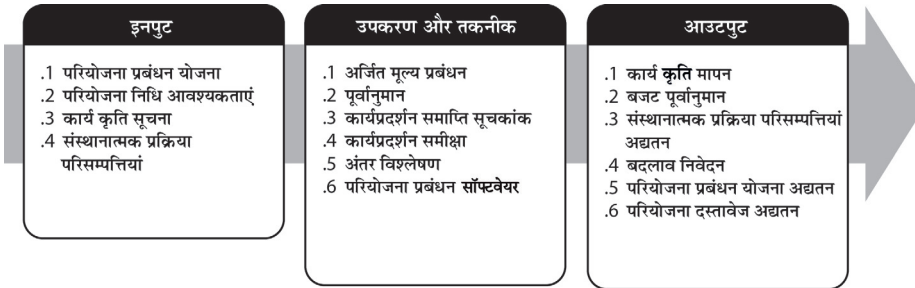 इनपुट
.1 परियोजना प्रबंधन योजना
.2 परियोजना निधि आवश्यकताएं
.3 कार्य कृति सूचना
.4 संस्थानात्मक प्रक्रिया
परिसम्पत्तियां
उपकरण और तकनीक
.1 अर्जित मूल्य प्रबंधन
.2 पूर्वानुमान
.3 कार्यप्रदर्शन समाप्ति सूचकांक
.4 कार्यप्रदर्शन समीक्षा
.5 अंतर विश्लेषण
.6 परियोजना प्रबंधन सॉफ्टवेयर
आउटपुट
.1 कार्य कृति मापन
.2 बजट पूर्वानुमान
.3 संस्थानात्मक प्रक्रिया परिसम्पत्तियां
अद्यतन
.4 बदलाव निवेदन
.5 परियोजना प्रबंधन योजना अद्यतन
.6 परियोजना दस्तावेज अद्यतन